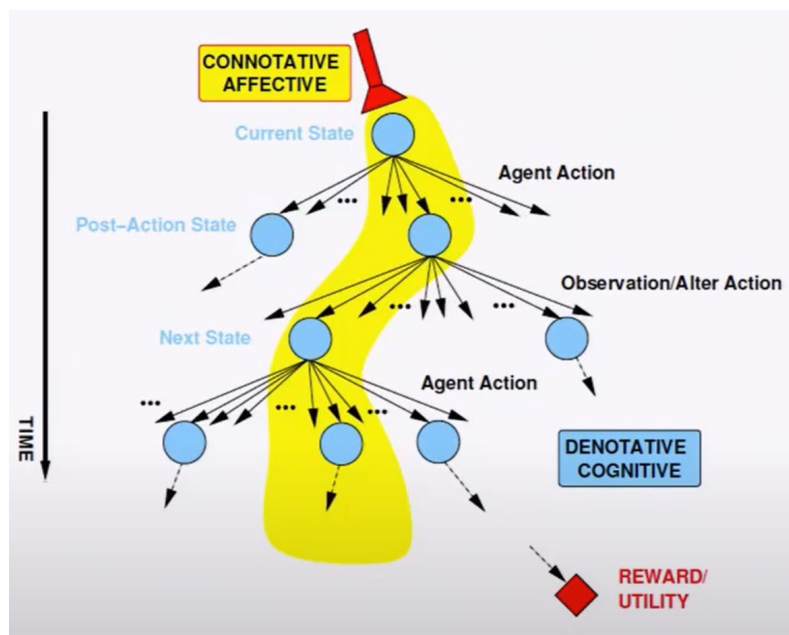 CONNOTATIVE
AFFECTIVE
Current State
Agent Action
...
...
Post-Action State
Observation/Alter Action
...
...
Next State
Agent Action
...
...
...
TIME
DENOTATIVE
COGNITIVE
REWARD/
UTILITY